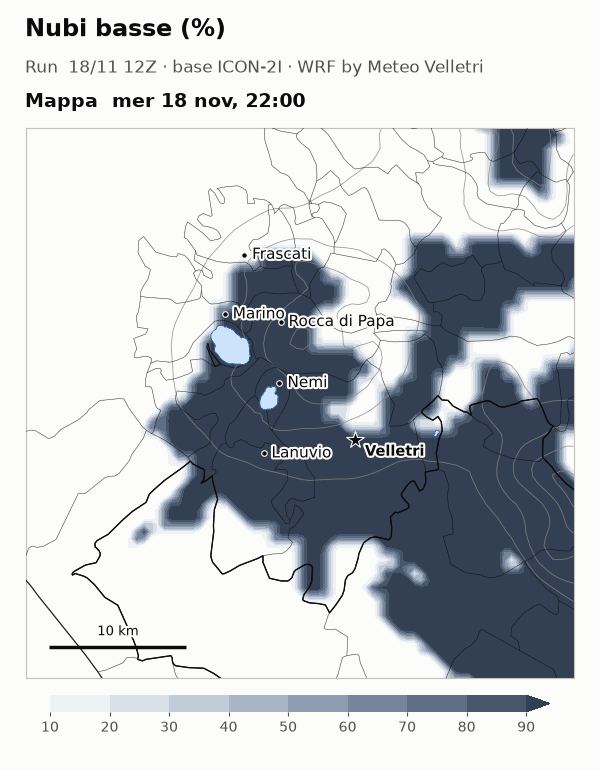 Nubi basse (%)
Run  18/11 12Z · base ICON-2I · WRF by Meteo Velletri
Mappa  mer 18 nov, 22:00
Frascati
Marino
Rocca di Papa
Nemi
Velletri
Lanuvio
10 km
10 20 30 40 50 60 70 80 90